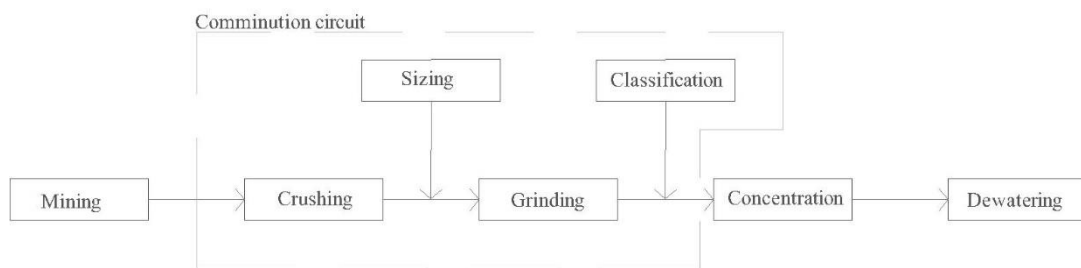 Comminution circuit
Sizing
Classification
Mining
Crushing
Grinding
Concentration
Dewatering